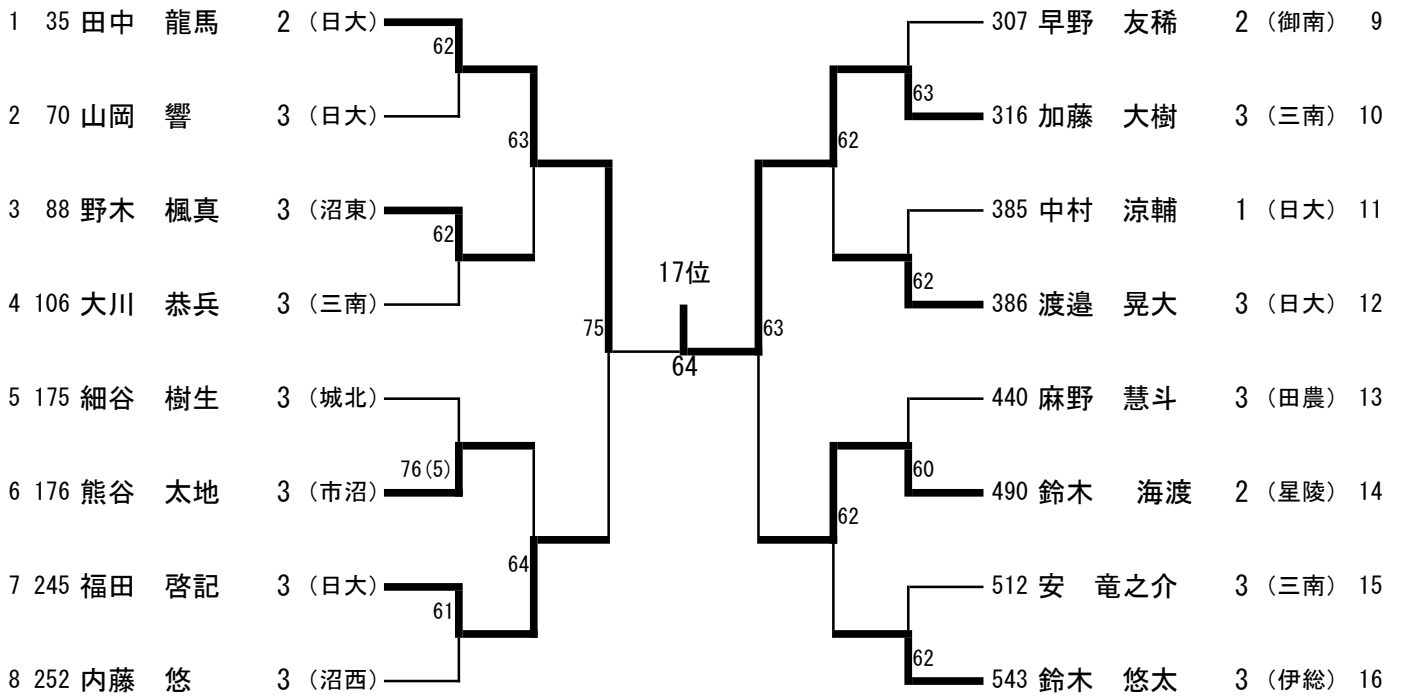 1 35 田中 龍馬 2 (日大)
62
2 70 山岡 響 3 (日大)
63
3 88 野木 楓真 3 (沼東)
62
4 106 大川 恭兵 3 (三南)
75
5 175 細谷 樹生 3 (城北)
76(5)
6 176 熊谷 太地 3 (市沼)
64
7 245 福田 啓記 3 (日大)
61
8 252 内藤 悠 3 (沼西)
17位
64
307 早野 友稀 2 (御南) 9
63
316 加藤 大樹 3 (三南) 10
62
385 中村 涼輔 1 (日大) 11
62
386 渡邉 晃大 3 (日大) 12
63
440 麻野 慧斗 3 (田農) 13
60
490 鈴木 海渡 2 (星陵) 14
62
512 安 竜之介 3 (三南) 15
62
543 鈴木 悠太 3 (伊総) 16